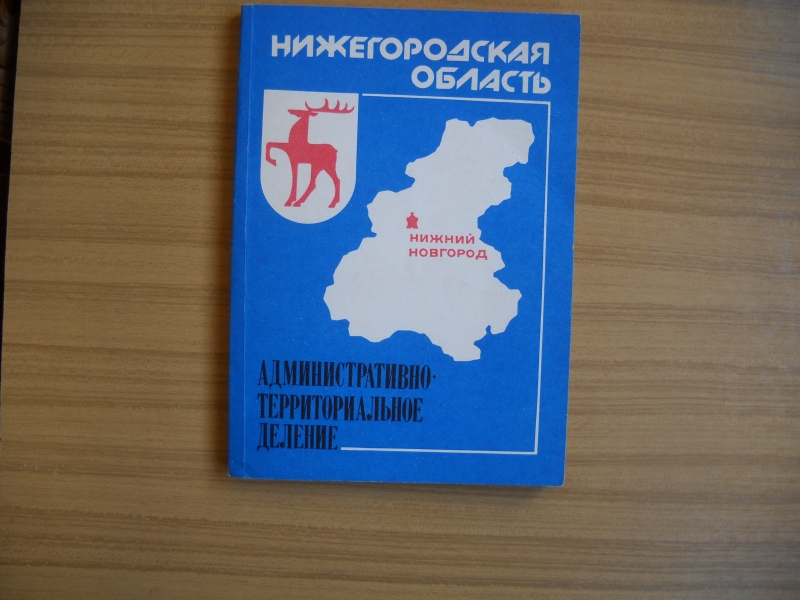 НИЖЕГОРОДСКАЯ
ОБЛАСТЬ
НИЖНИЙ
НОВГОРОД
АДМИНИСТРАТИВНО-
ТЕРРИТОРИАЛЬНОЕ
ДЕЛЕНИЕ